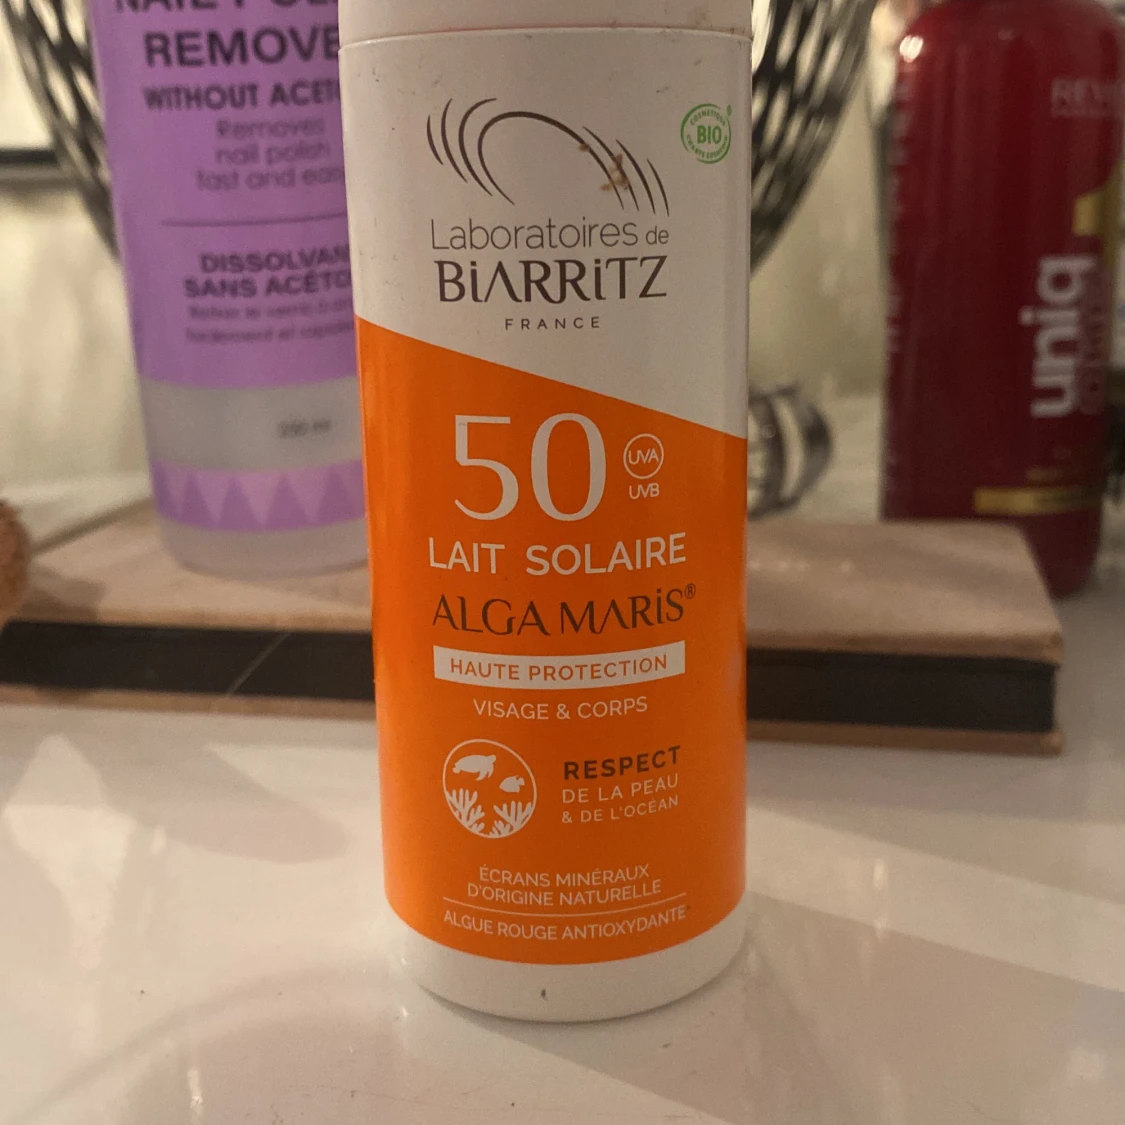 REMOVE
WITHOUT ACET
Removes
nail polish
fast and eas
DISSOLVAN
SANS ACÉTO
BIO
Laboratoires de
BiARRiTZ
FRANCE
50
UVA
UVB
LAIT SOLAIRE
ALGA MARiS®
HAUTE PROTECTION
VISAGE & CORPS
RESPECT
DE LA PEAU
& DE L'OCÉAN
ÉCRANS MINÉRAUX
D'ORIGINE NATURELLE
ALGUE ROUGE ANTIOXYDANTE*
REV
uniq
1